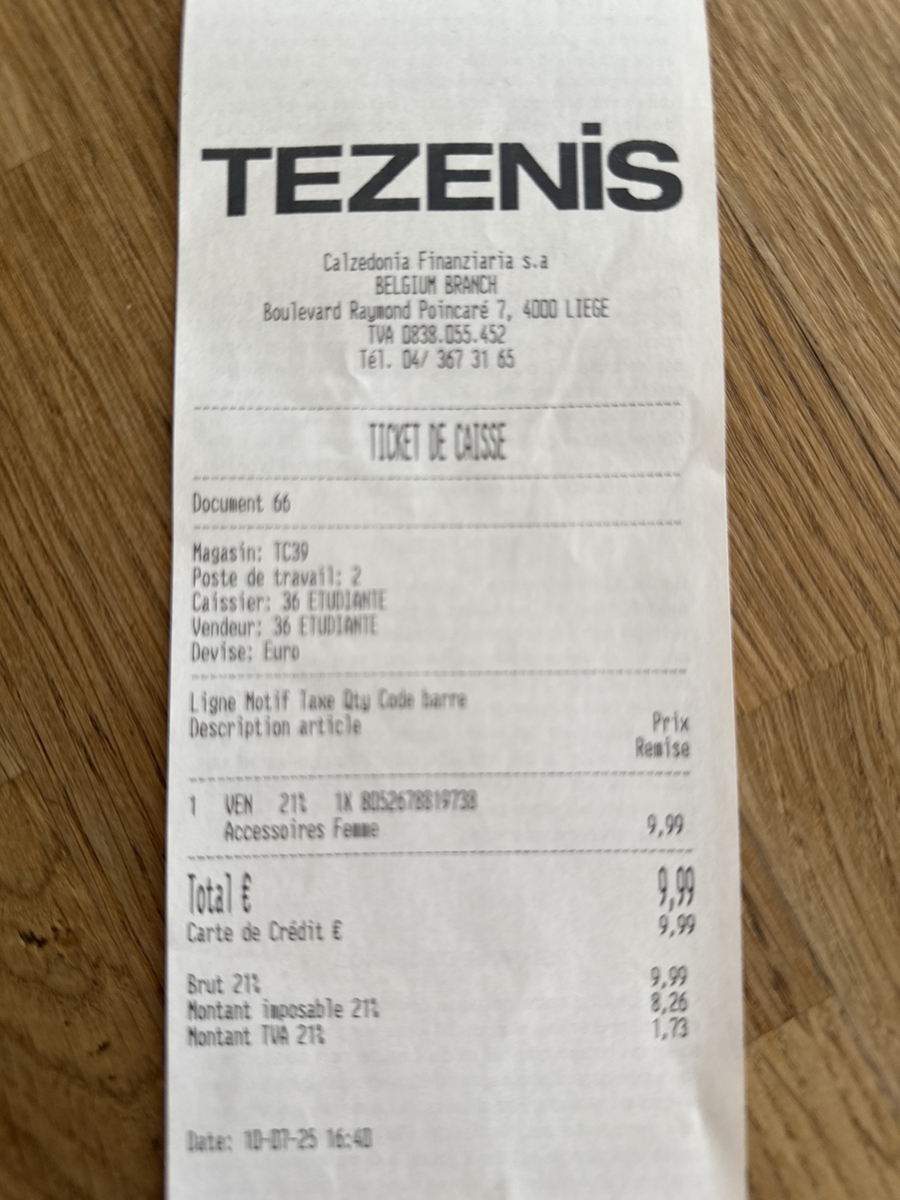 TEZENiS
Calzedonia Finanziaria s.a
BELGIUM BRANCH
Boulevard Raymond Poincaré 7, 4000 LIEGE
TVA 0838.055.452
Tél. 04/ 367 31 65
TICKET DE CAISSE
Document 66
Magasin: TC39
Poste de travail: 2
Caissier: 36 ETUDIANTE
Vendeur: 36 ETUDIANTE
Devise: Euro
Ligne Motif Taxe Qty Code barre
Description article Prix
Remise
1 VEN 21% 1X 8052678819738
Accessoires Femme 9,99
Total € 9,99
Carte de Crédit € 9,99
Brut 21% 9,99
Montant imposable 21% 8,26
Montant TVA 21% 1,73
Date: 10-07-25 16:40